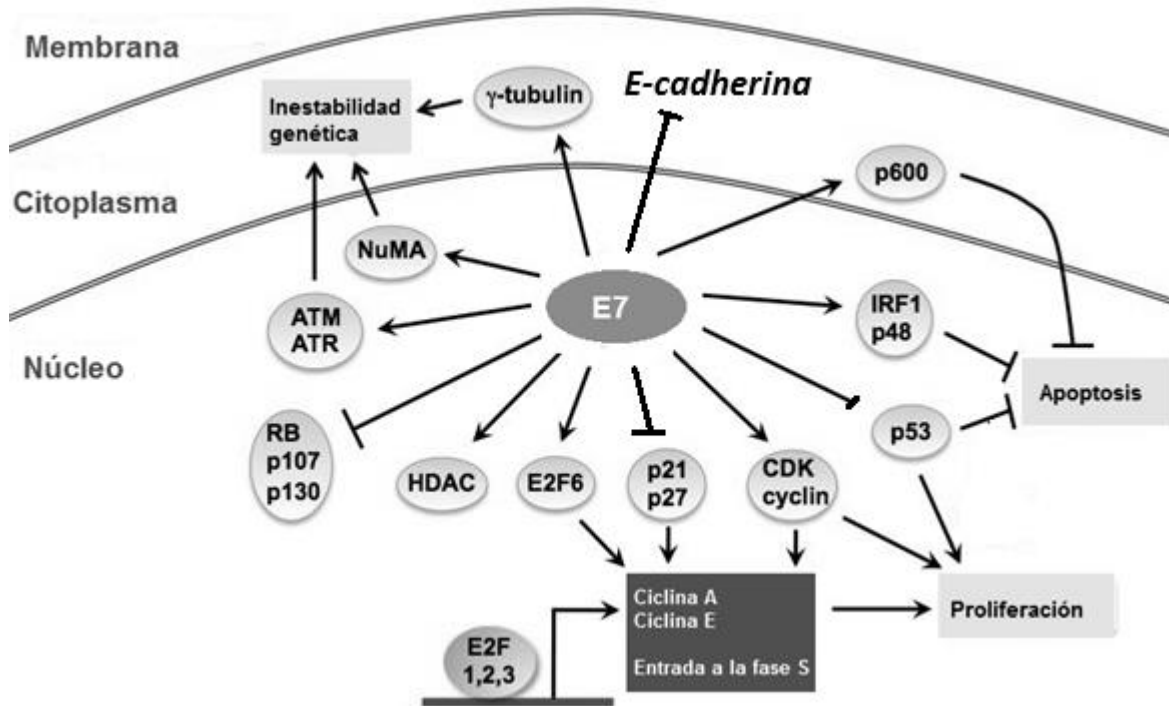 Membrana
E-cadherina
γ-tubulin
Inestabilidad
genética
p600
Citoplasma
NuMA
E7
IRF1
p48
ATM
ATR
Núcleo
Apoptosis
p53
RB
p107
p130
HDAC
E2F6
p21
p27
CDK
cyclin
Ciclina A
Ciclina E
Entrada a la fase S
Proliferación
E2F
1,2,3